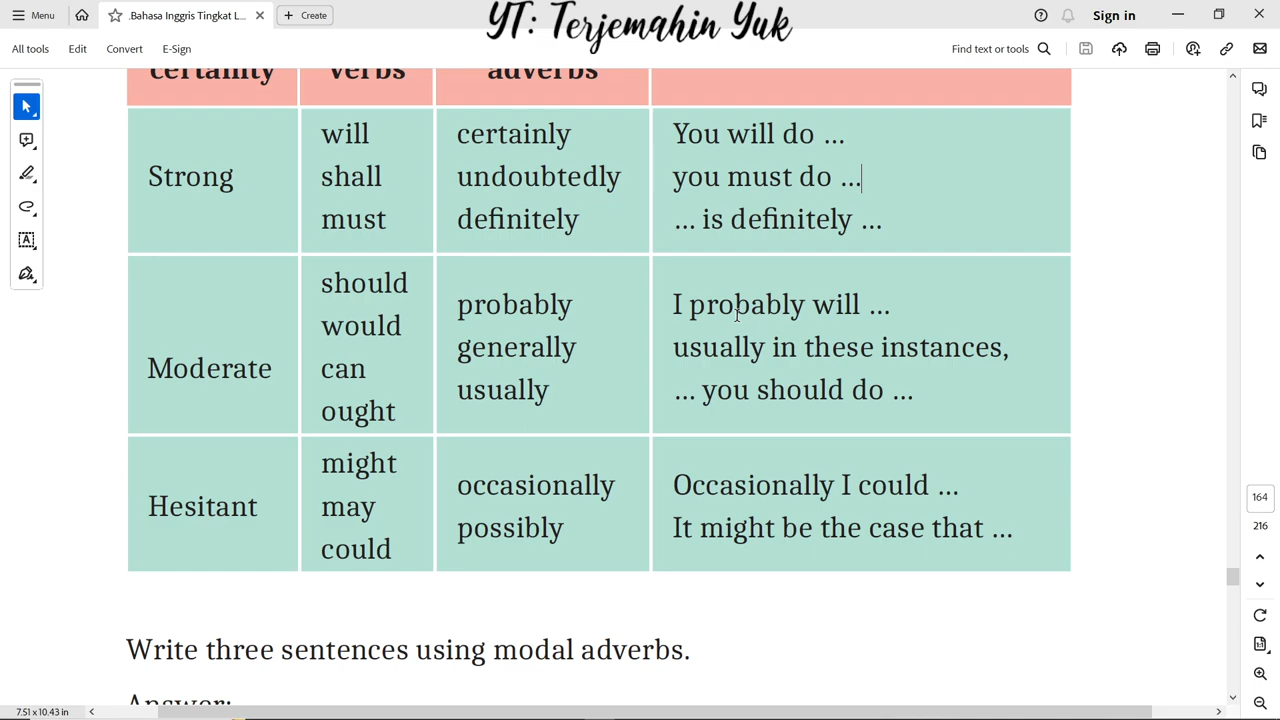 Menu
.Bahasa Inggris Tingkat L...
Create
YT: Terjemahin Yuk
Sign in
All tools
Edit
Convert
E-Sign
Find text or tools
certainity
verbs
adverbs
Strong
will
shall
must
certainly
undoubtedly
definitely
You will do ...
you must do ...
... is definitely ...
Moderate
should
would
can
ought
probably
generally
usually
I probably will ...
usually in these instances,
... you should do ...
Hesitant
might
may
could
occasionally
possibly
Occasionally I could ...
It might be the case that ...
Write three sentences using modal adverbs.
Answer:
164
216
7.51 x 10.43 in